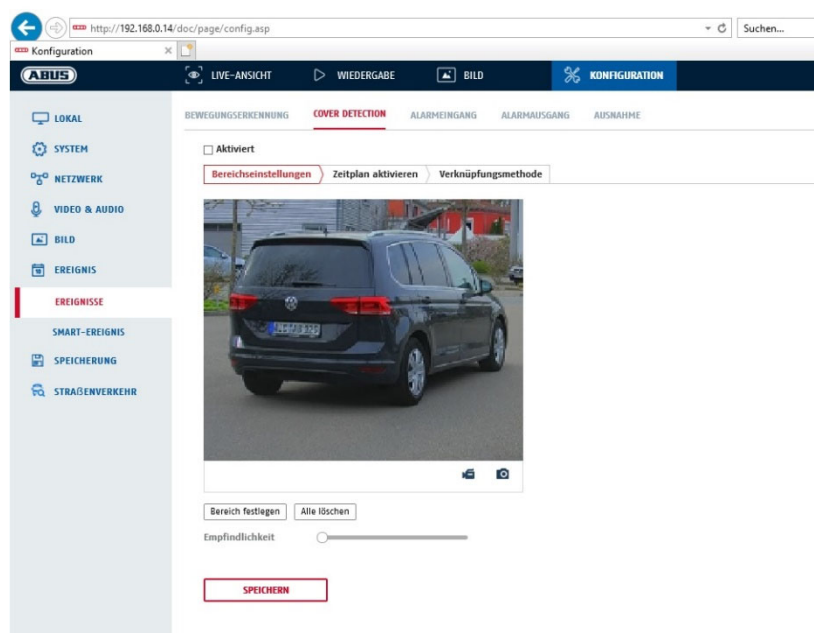 http://192.168.0.14/doc/page/config.asp
Suchen...
Konfiguration
ABUS
LIVE-ANSICHT
WIEDERGABE
BILD
KONFIGURATION
LOKAL
SYSTEM
NETZWERK
VIDEO & AUDIO
BILD
EREIGNIS
EREIGNISSE
SMART-EREIGNIS
SPEICHERUNG
STRAßENVERKEHR
BEWEGUNGSERKENNUNG
COVER DETECTION
ALARMEINGANG
ALARMAUSGANG
AUSNAHME
Aktiviert
Bereichseinstellungen
Zeitplan aktivieren
Verknüpfungsmethode
Bereich festlegen
Alle löschen
Empfindlichkeit
SPEICHERN